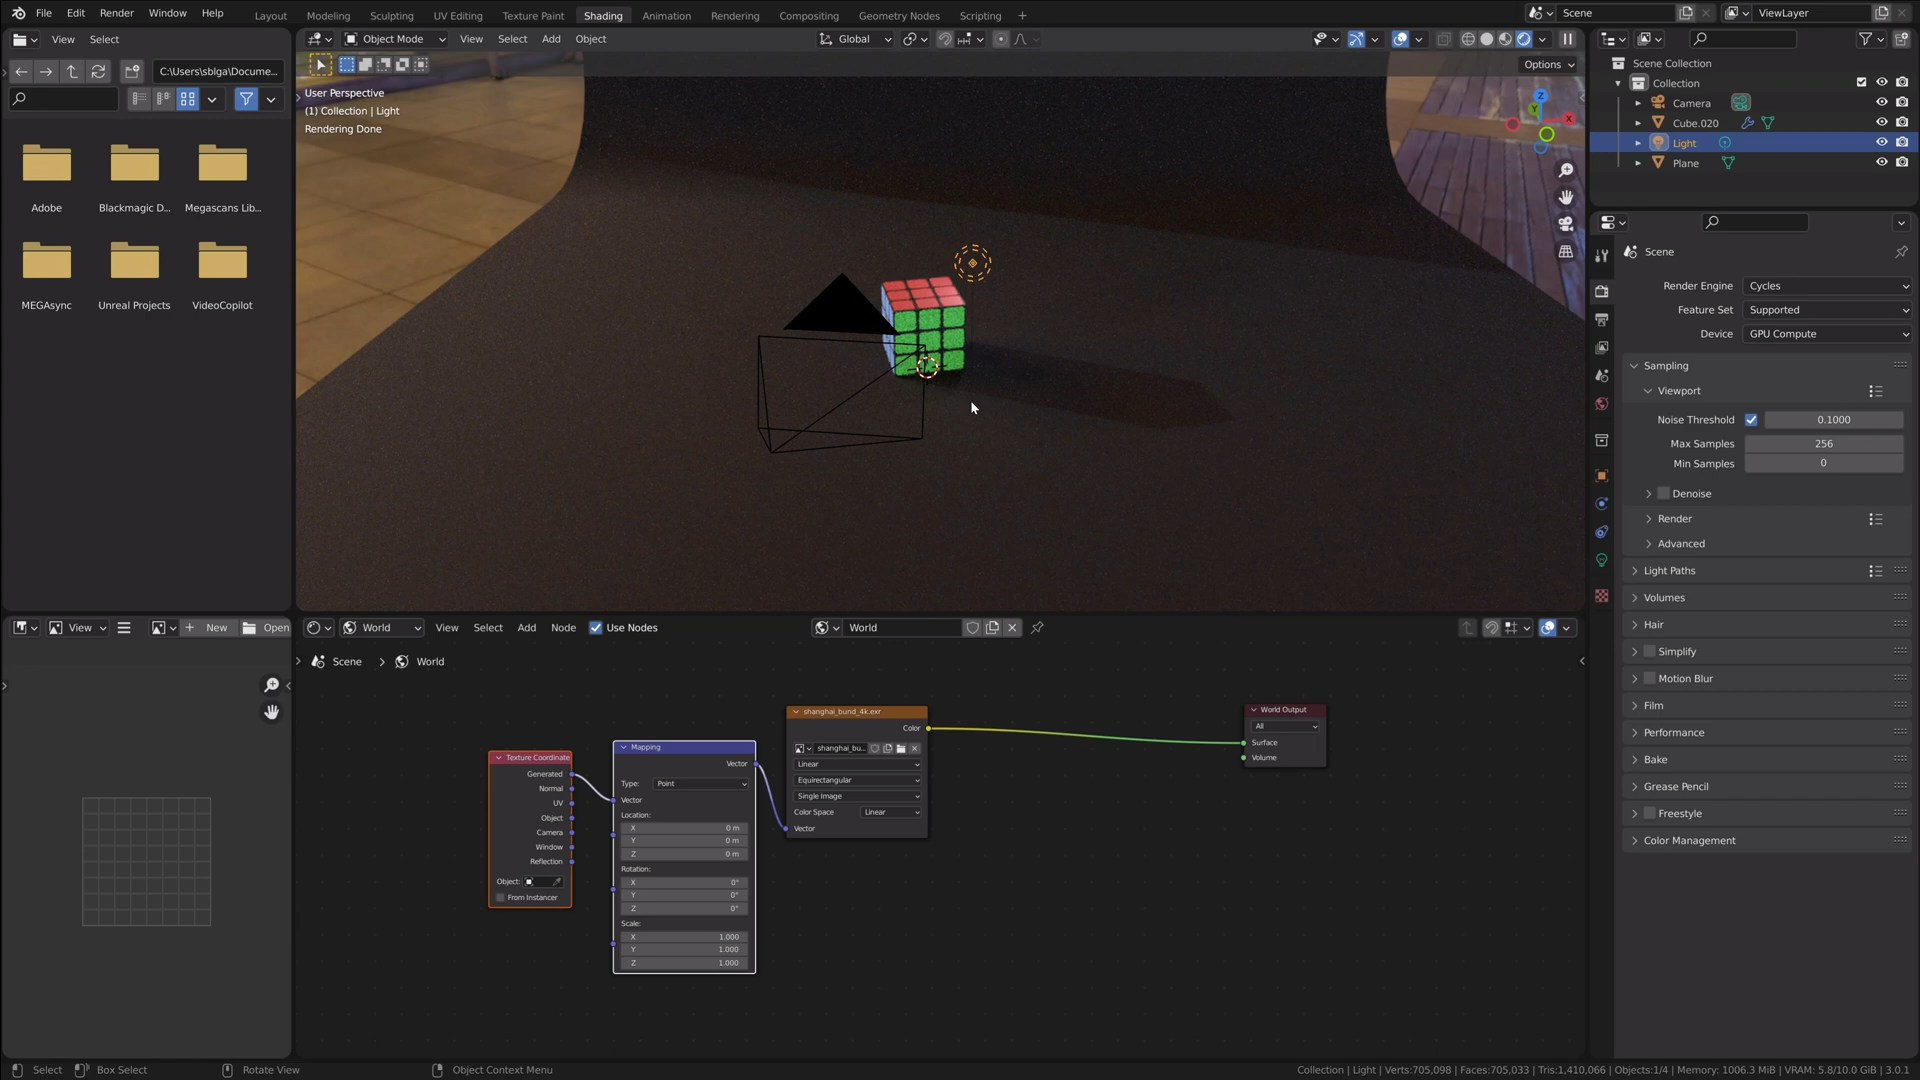 File Edit Render Window Help
Layout Modeling Sculpting UV Editing Texture Paint Shading Animation Rendering Compositing Geometry Nodes Scripting +
Scene
ViewLayer
View Select
C:\Users\sblga\Docume...
Adobe
Blackmagic D...
Megascans Lib...
MEGAsync
Unreal Projects
VideoCopilot
Object Mode View Select Add Object
Global
Options
User Perspective
(1) Collection | Light
Rendering Done
Z
Y
X
Scene Collection
Collection
Camera
Cube.020
Light
Plane
Scene
Render Engine Cycles
Feature Set Supported
Device GPU Compute
Sampling
Viewport
Noise Threshold 0.1000
Max Samples 256
Min Samples 0
Denoise
Render
Advanced
Light Paths
Volumes
Hair
Simplify
Motion Blur
Film
Performance
Bake
Grease Pencil
Freestyle
Color Management
View
New
Open
World View Select Add Node Use Nodes
World
Scene > World
Texture Coordinate
Generated
Normal
UV
Object
Camera
Window
Reflection
Object:
From Instancer
Mapping
Vector
Type: Point
Vector
Location:
X 0 m
Y 0 m
Z 0 m
Rotation:
X 0°
Y 0°
Z 0°
Scale:
X 1.000
Y 1.000
Z 1.000
shanghai_bund_4k.exr
Color
shanghai_bu...
Linear
Equirectangular
Single Image
Color Space Linear
Vector
World Output
All
Surface
Volume
Select Box Select Rotate View Object Context Menu
Collection | Light | Verts:705,098 | Faces:705,033 | Tris:1,410,066 | Objects:1/4 | Memory: 1006.3 MiB | VRAM: 5.8/10.0 GiB | 3.0.1